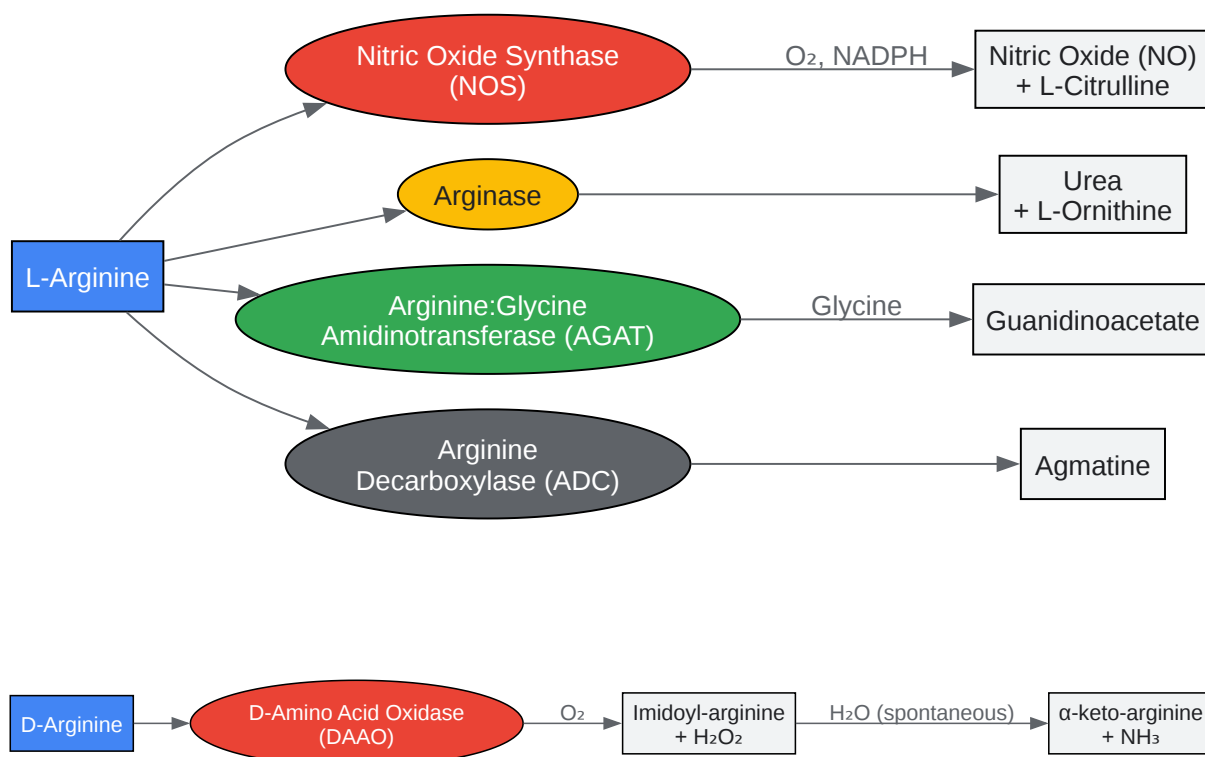 Nitric Oxide Synthase
(NOS)
O₂, NADPH
Nitric Oxide (NO)
+ L-Citrulline
Arginase
Urea
+ L-Ornithine
L-Arginine
Arginine:Glycine
Amidinotransferase (AGAT)
Glycine
Guanidinoacetate
Arginine
Decarboxylase (ADC)
Agmatine
D-Arginine
D-Amino Acid Oxidase
(DAAO)
O₂
Imidoyl-arginine
+ H₂O₂
H₂O (spontaneous)
α-keto-arginine
+ NH₃